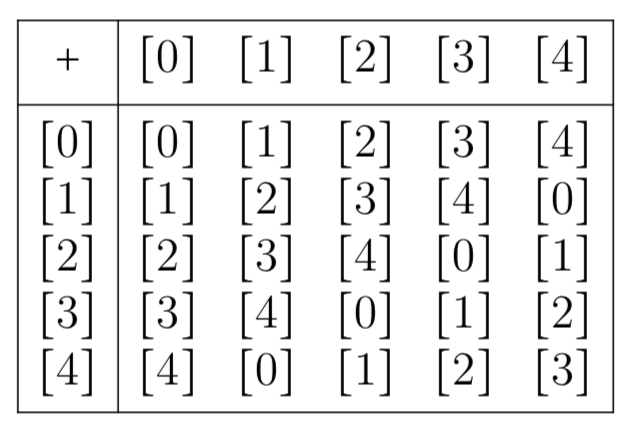 + [0] [1] [2] [3] [4]
[0] [0] [1] [2] [3] [4]
[1] [1] [2] [3] [4] [0]
[2] [2] [3] [4] [0] [1]
[3] [3] [4] [0] [1] [2]
[4] [4] [0] [1] [2] [3]